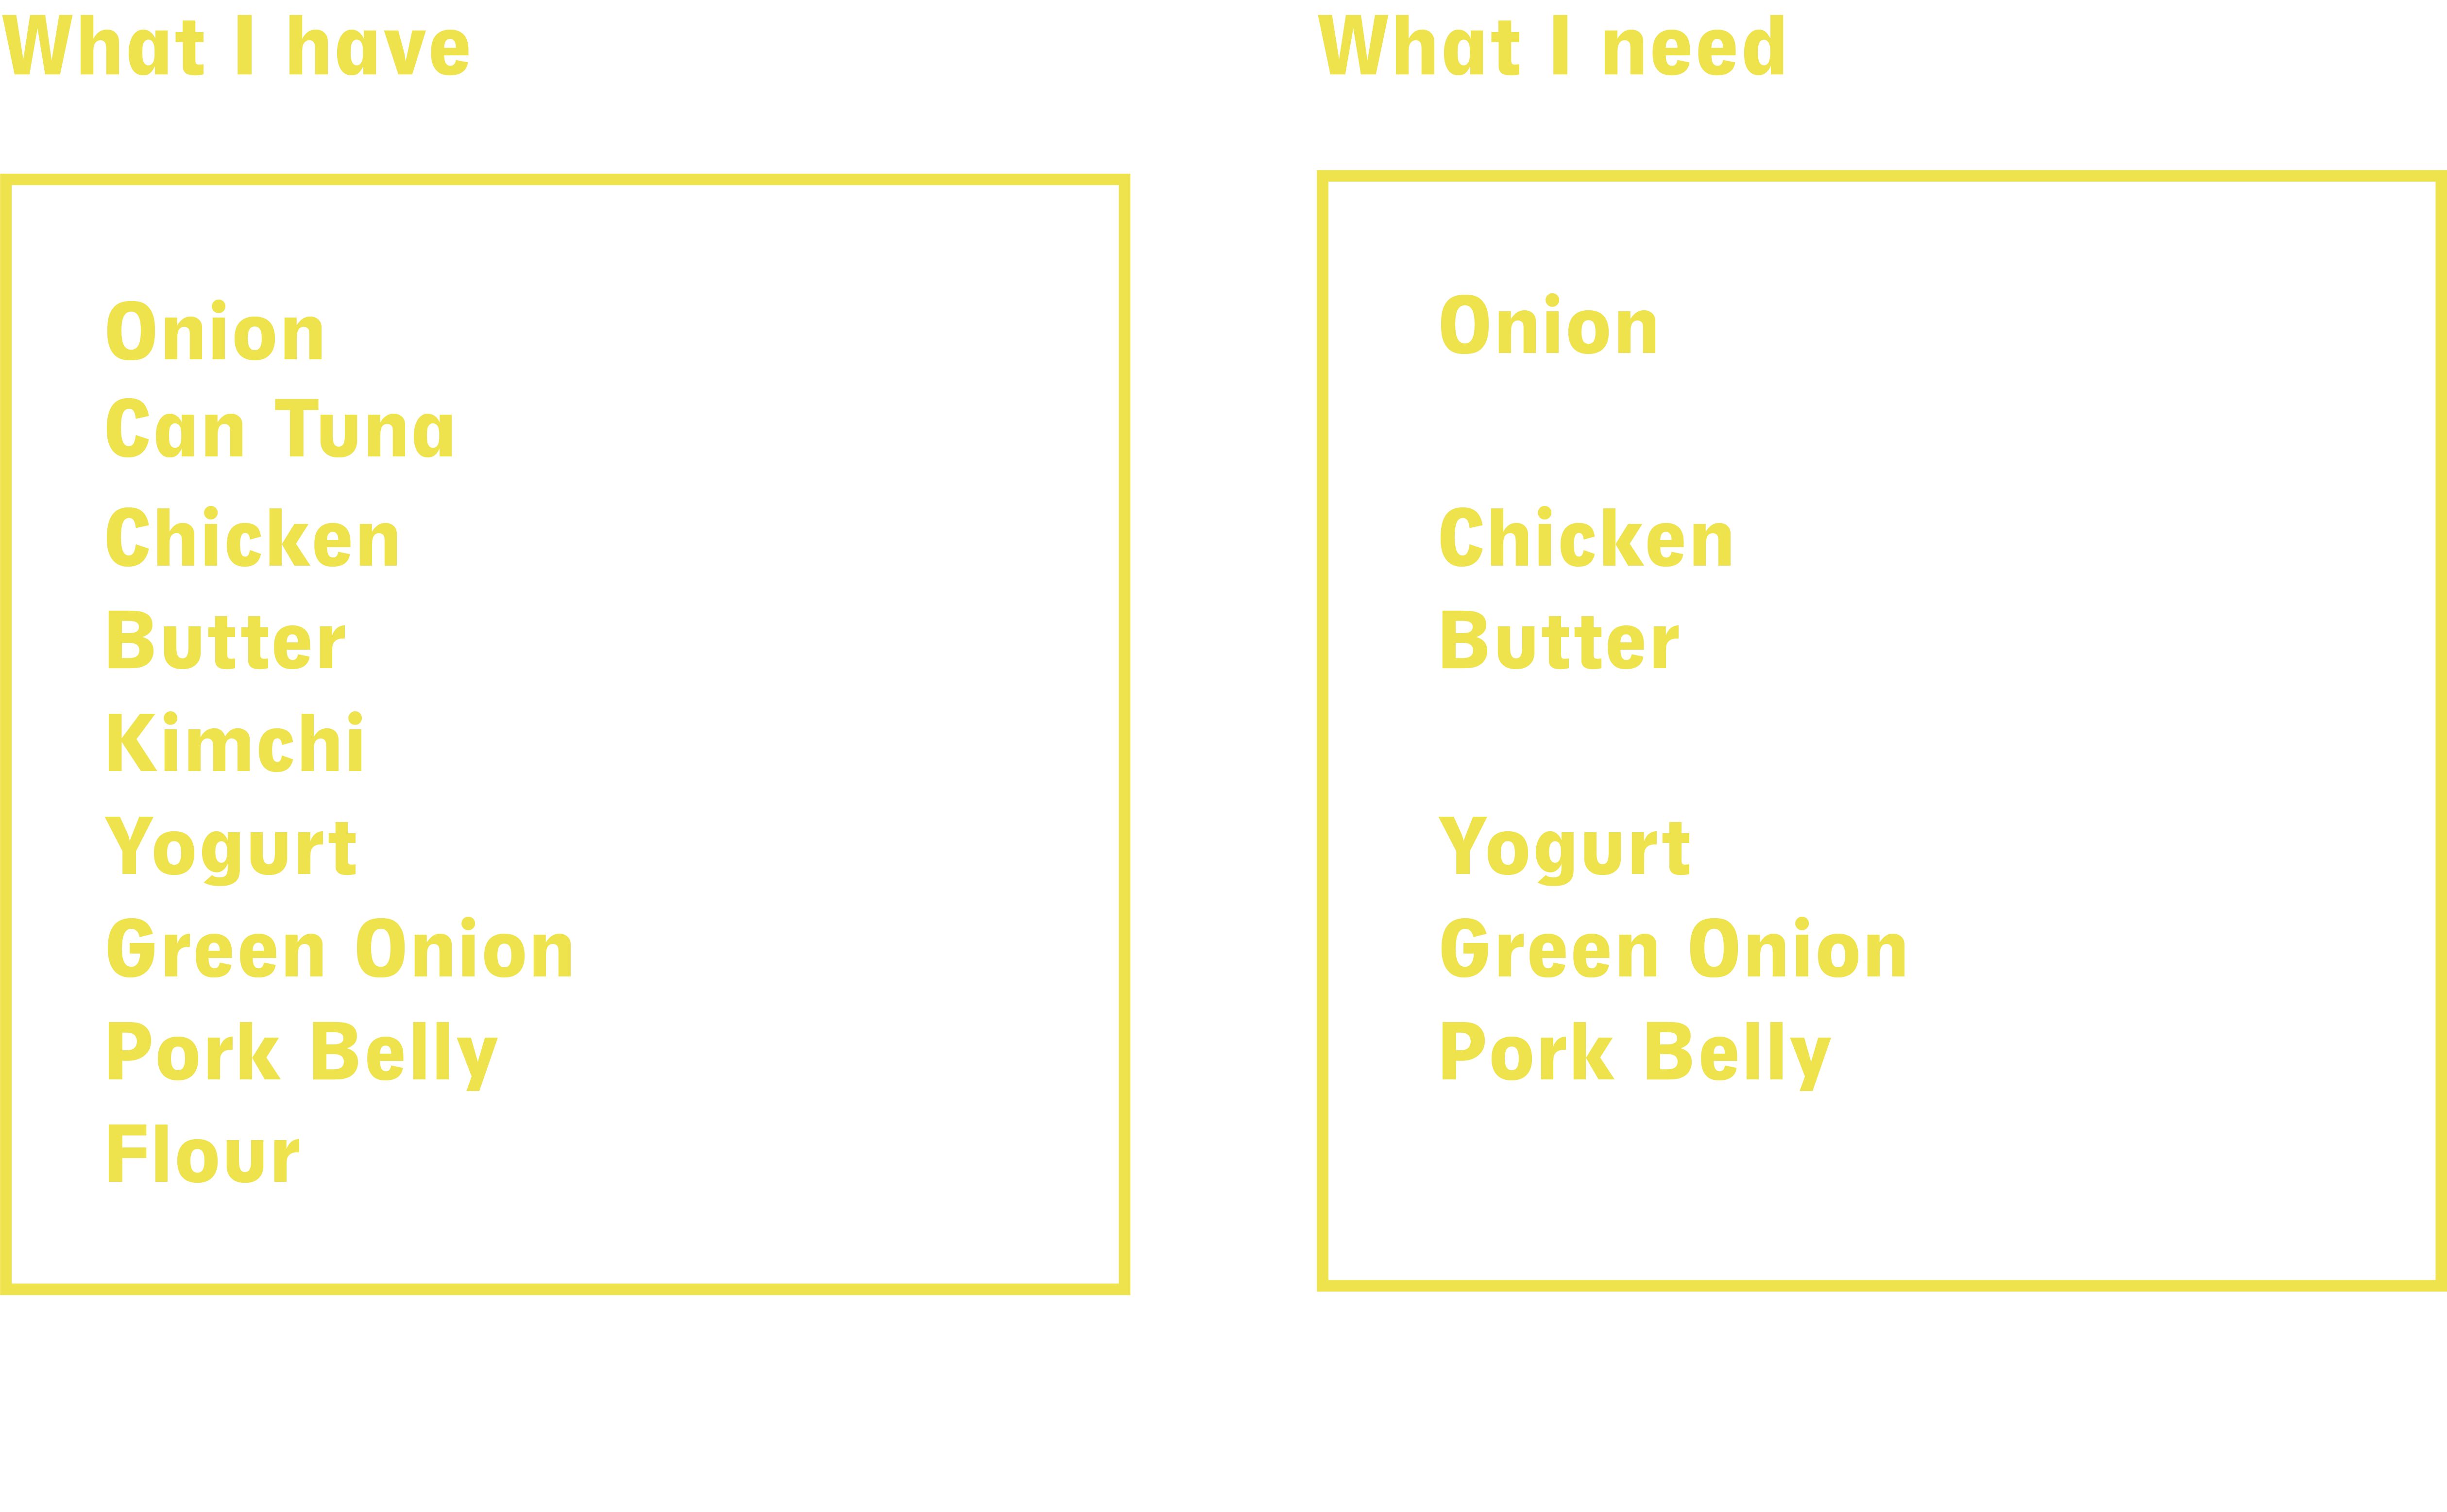 What I have
Onion
Can Tuna
Chicken
Butter
Kimchi
Yogurt
Green Onion
Pork Belly
Flour
What I need
Onion
Chicken
Butter
Yogurt
Green Onion
Pork Belly